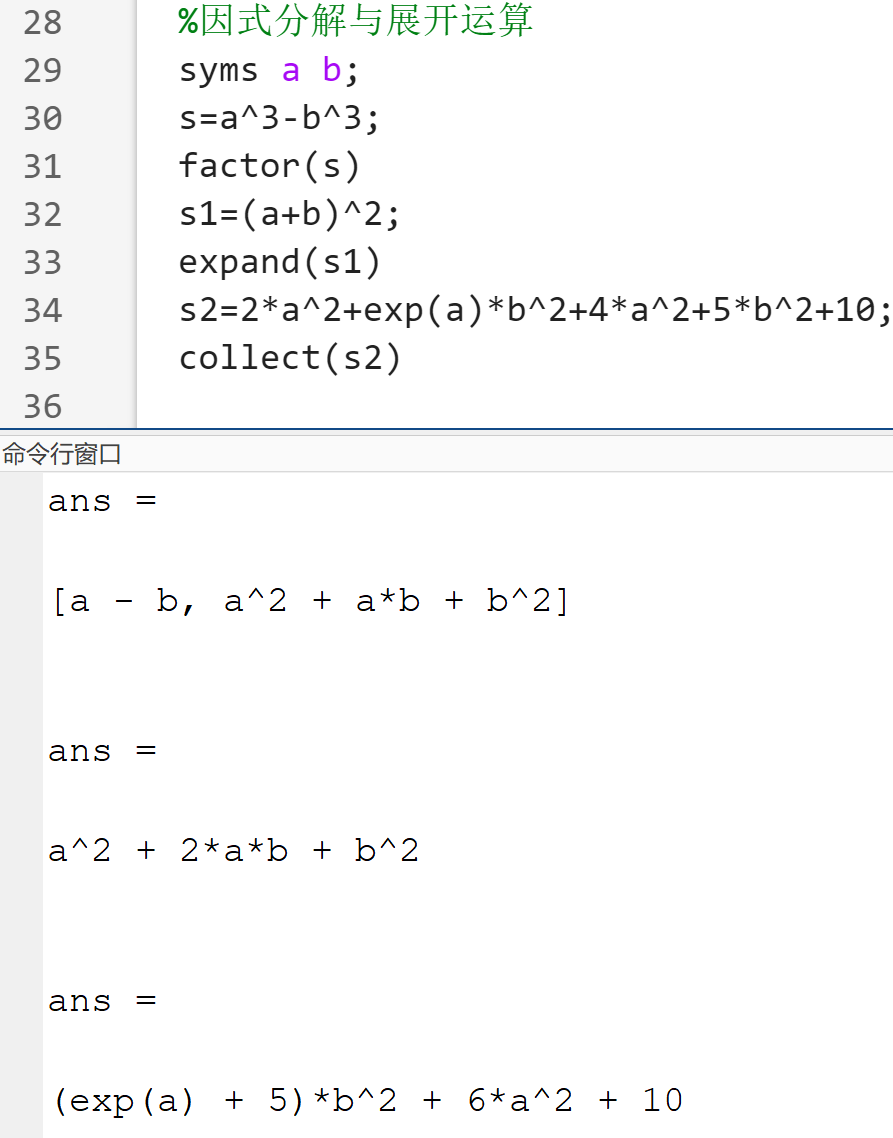 28 %因式分解与展开运算
29 syms a b;
30 s=a^3-b^3;
31 factor(s)
32 s1=(a+b)^2;
33 expand(s1)
34 s2=2*a^2+exp(a)*b^2+4*a^2+5*b^2+10;
35 collect(s2)
36
命令行窗口
ans =
[a - b, a^2 + a*b + b^2]
ans =
a^2 + 2*a*b + b^2
ans =
(exp(a) + 5)*b^2 + 6*a^2 + 10